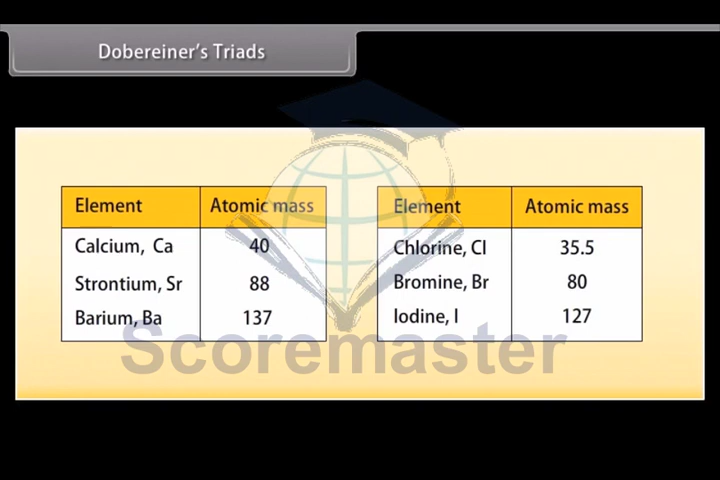 Dobereiner's Triads
Element Atomic mass
Calcium, Ca 40
Strontium, Sr 88
Barium, Ba 137
Element Atomic mass
Chlorine, Cl 35.5
Bromine, Br 80
Iodine, I 127
Scoremaster